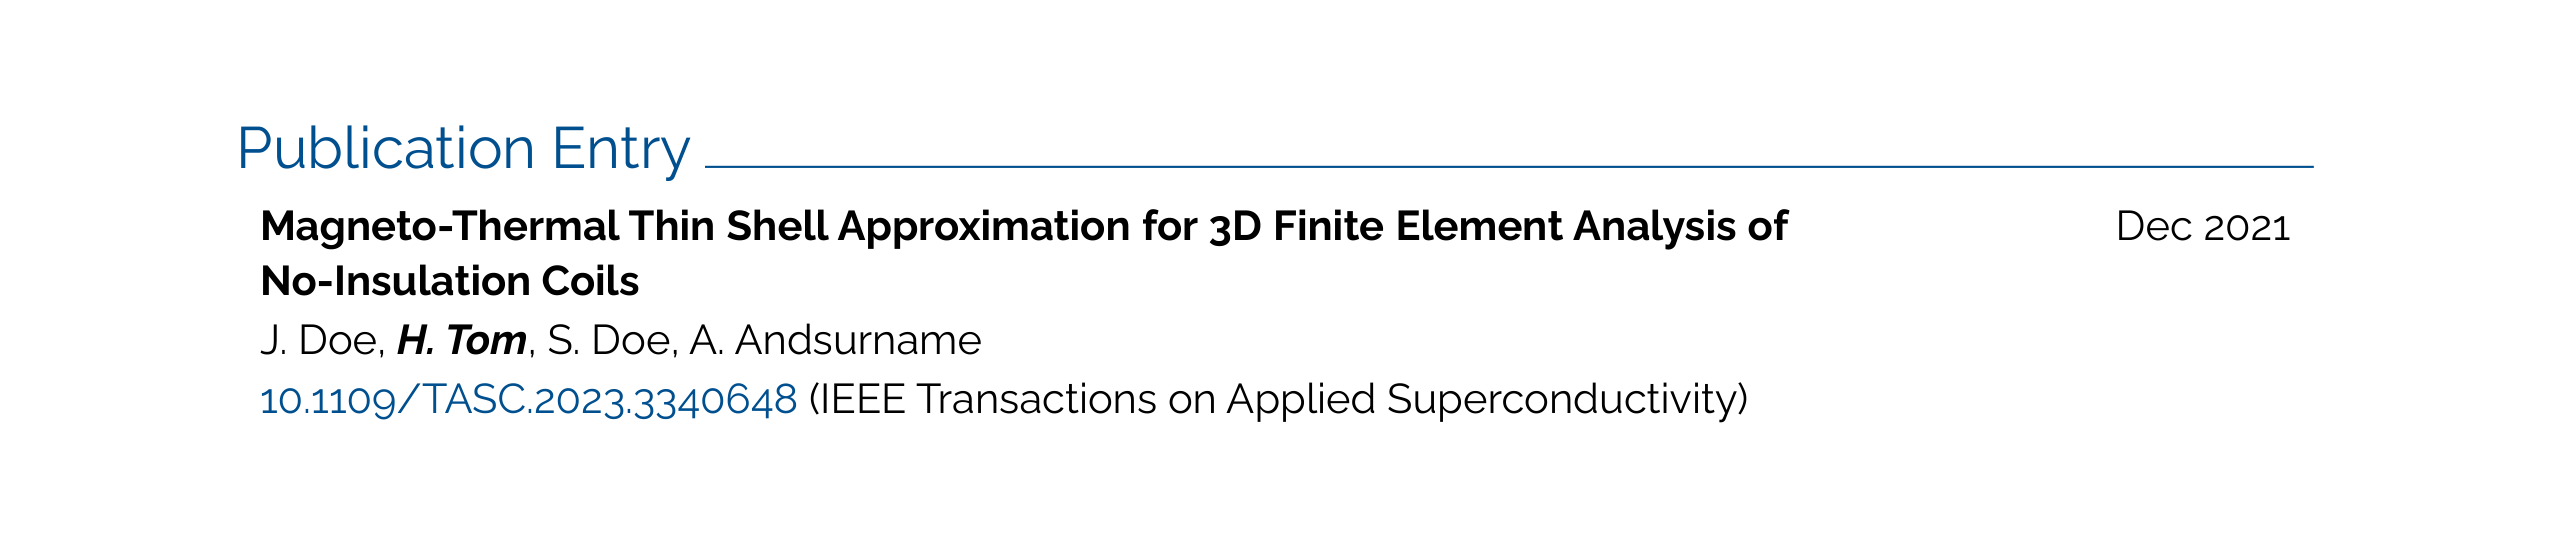 Publication Entry
Magneto-Thermal Thin Shell Approximation for 3D Finite Element Analysis of Dec 2021
No-Insulation Coils
J. Doe, H. Tom, S. Doe, A. Andsurname
10.1109/TASC.2023.3340648 (IEEE Transactions on Applied Superconductivity)